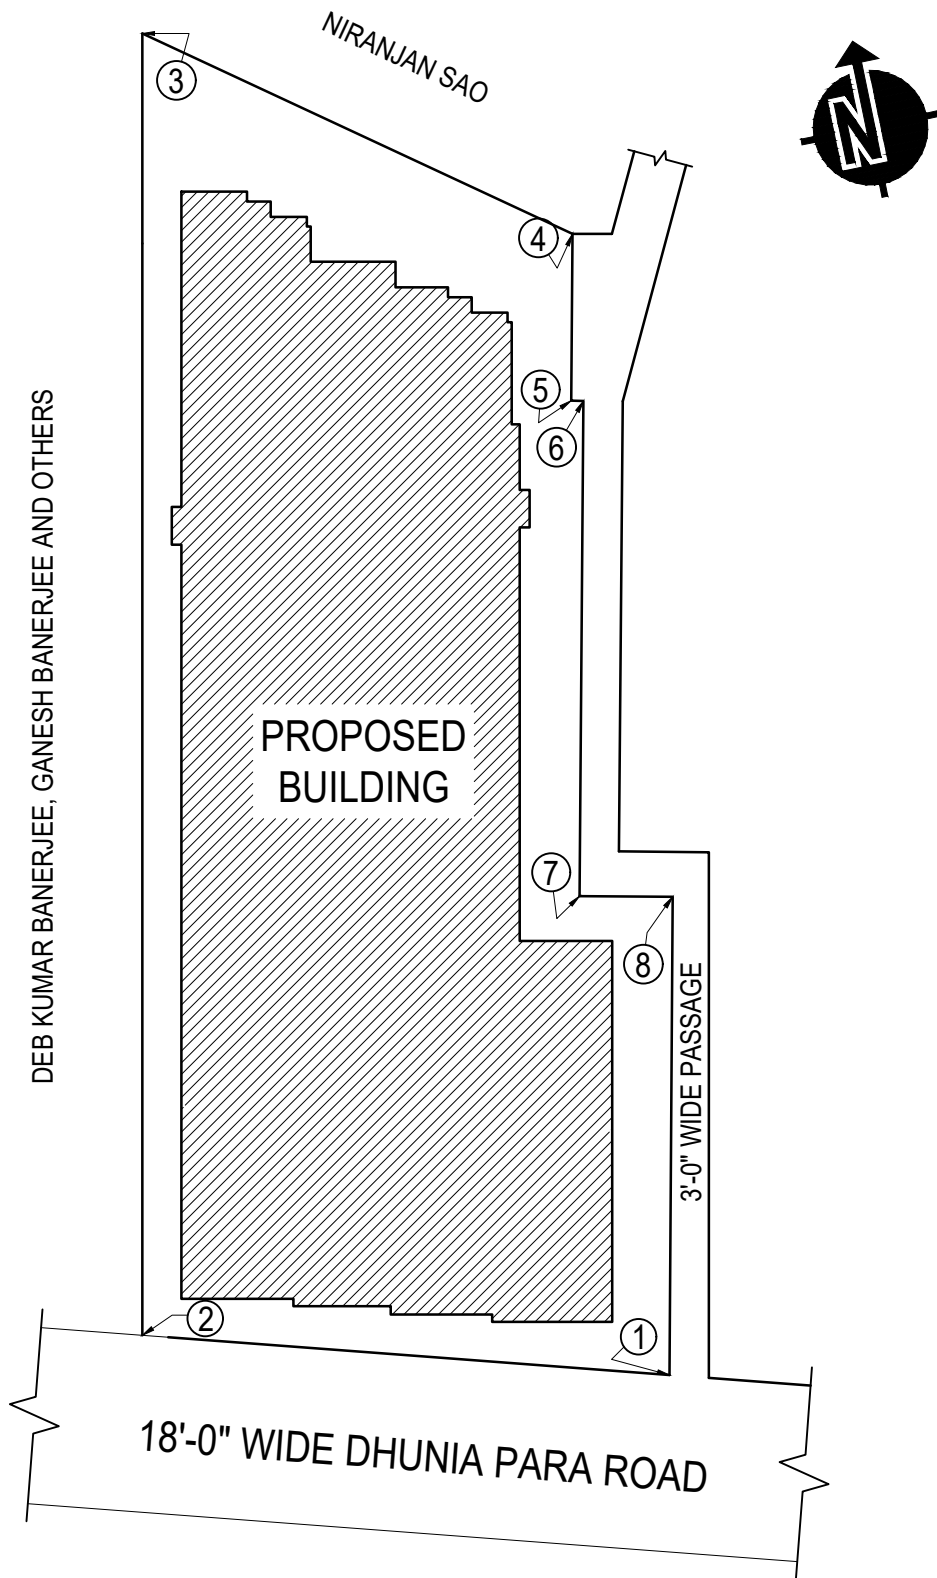 NIRANJAN SAO
N
3
4
5
6
DEB KUMAR BANERJEE, GANESH BANERJEE AND OTHERS
PROPOSED
BUILDING
7
8
3'-0" WIDE PASSAGE
2
1
18'-0" WIDE DHUNIA PARA ROAD